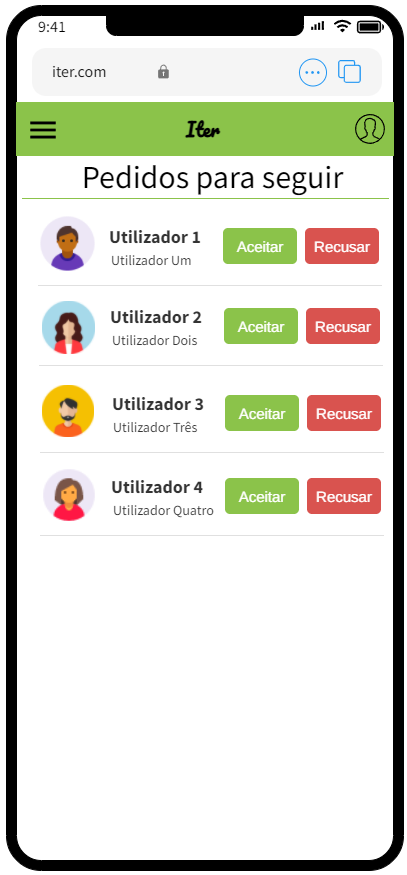 9:41
iter.com
Iter
Pedidos para seguir
Utilizador 1
Utilizador Um
Aceitar
Recusar
Utilizador 2
Utilizador Dois
Aceitar
Recusar
Utilizador 3
Utilizador Três
Aceitar
Recusar
Utilizador 4
Utilizador Quatro
Aceitar
Recusar